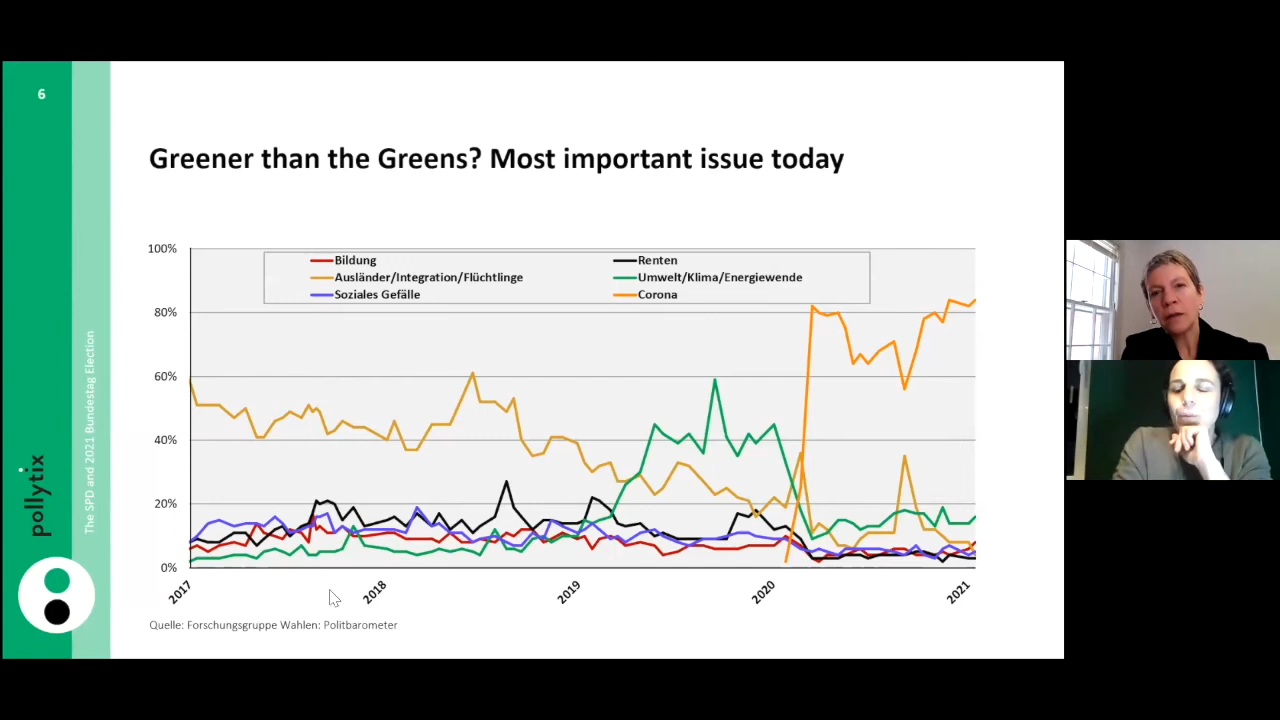 6
Greener than the Greens? Most important issue today
100%
80%
60%
40%
20%
0%
Bildung
Renten
Ausländer/Integration/Flüchtlinge
Umwelt/Klima/Energiewende
Soziales Gefälle
Corona
2017
2018
2019
2020
2021
Quelle: Forschungsgruppe Wahlen: Politbarometer
pollytix
The SPD and 2021 Bundestag Election